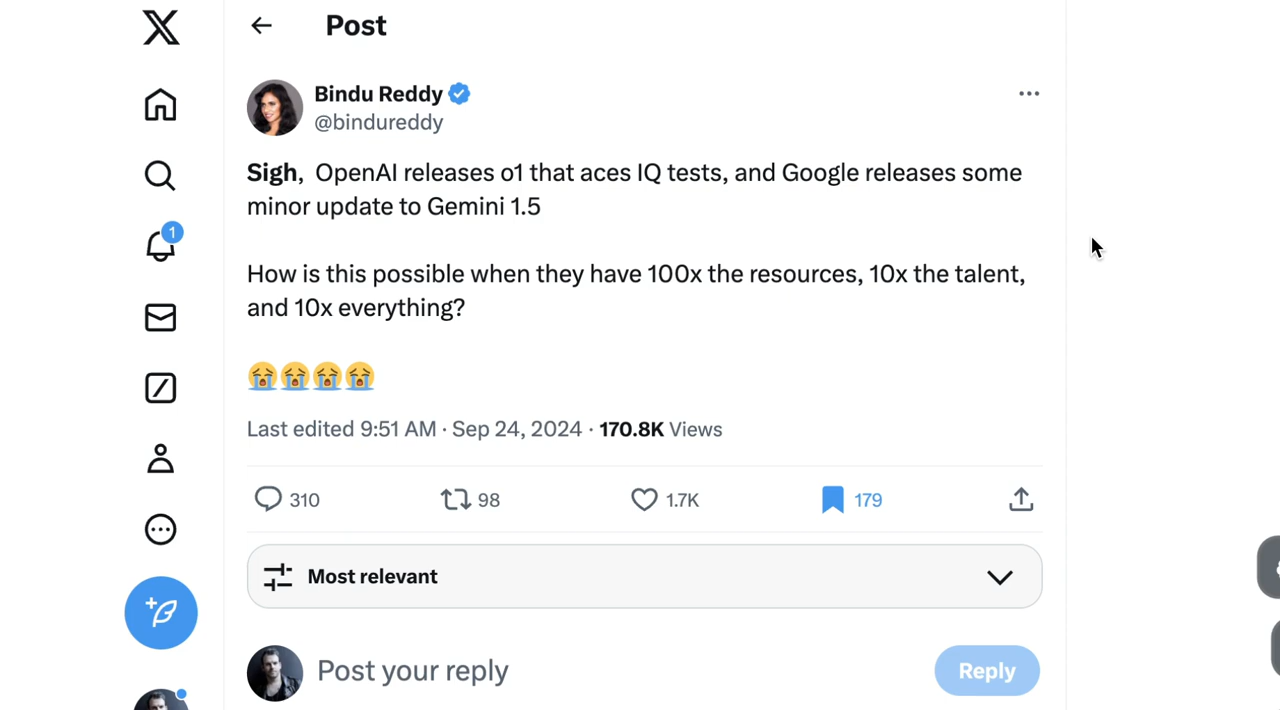 Post
Bindu Reddy
@bindureddy
Sigh, OpenAI releases o1 that aces IQ tests, and Google releases some
minor update to Gemini 1.5
How is this possible when they have 100x the resources, 10x the talent,
and 10x everything?
😭😭😭😭
Last edited 9:51 AM · Sep 24, 2024 · 170.8K Views
1
310 98 1.7K 179
Most relevant
Post your reply
Reply